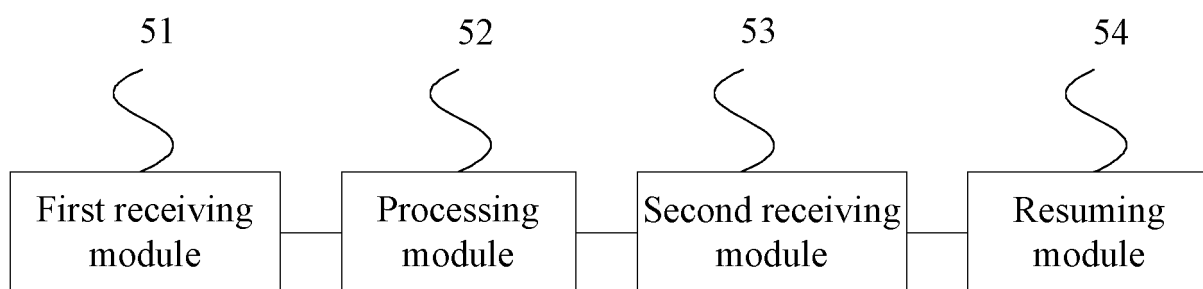 51
52
53
54
First receiving
module
Processing
module
Second receiving
module
Resuming
module